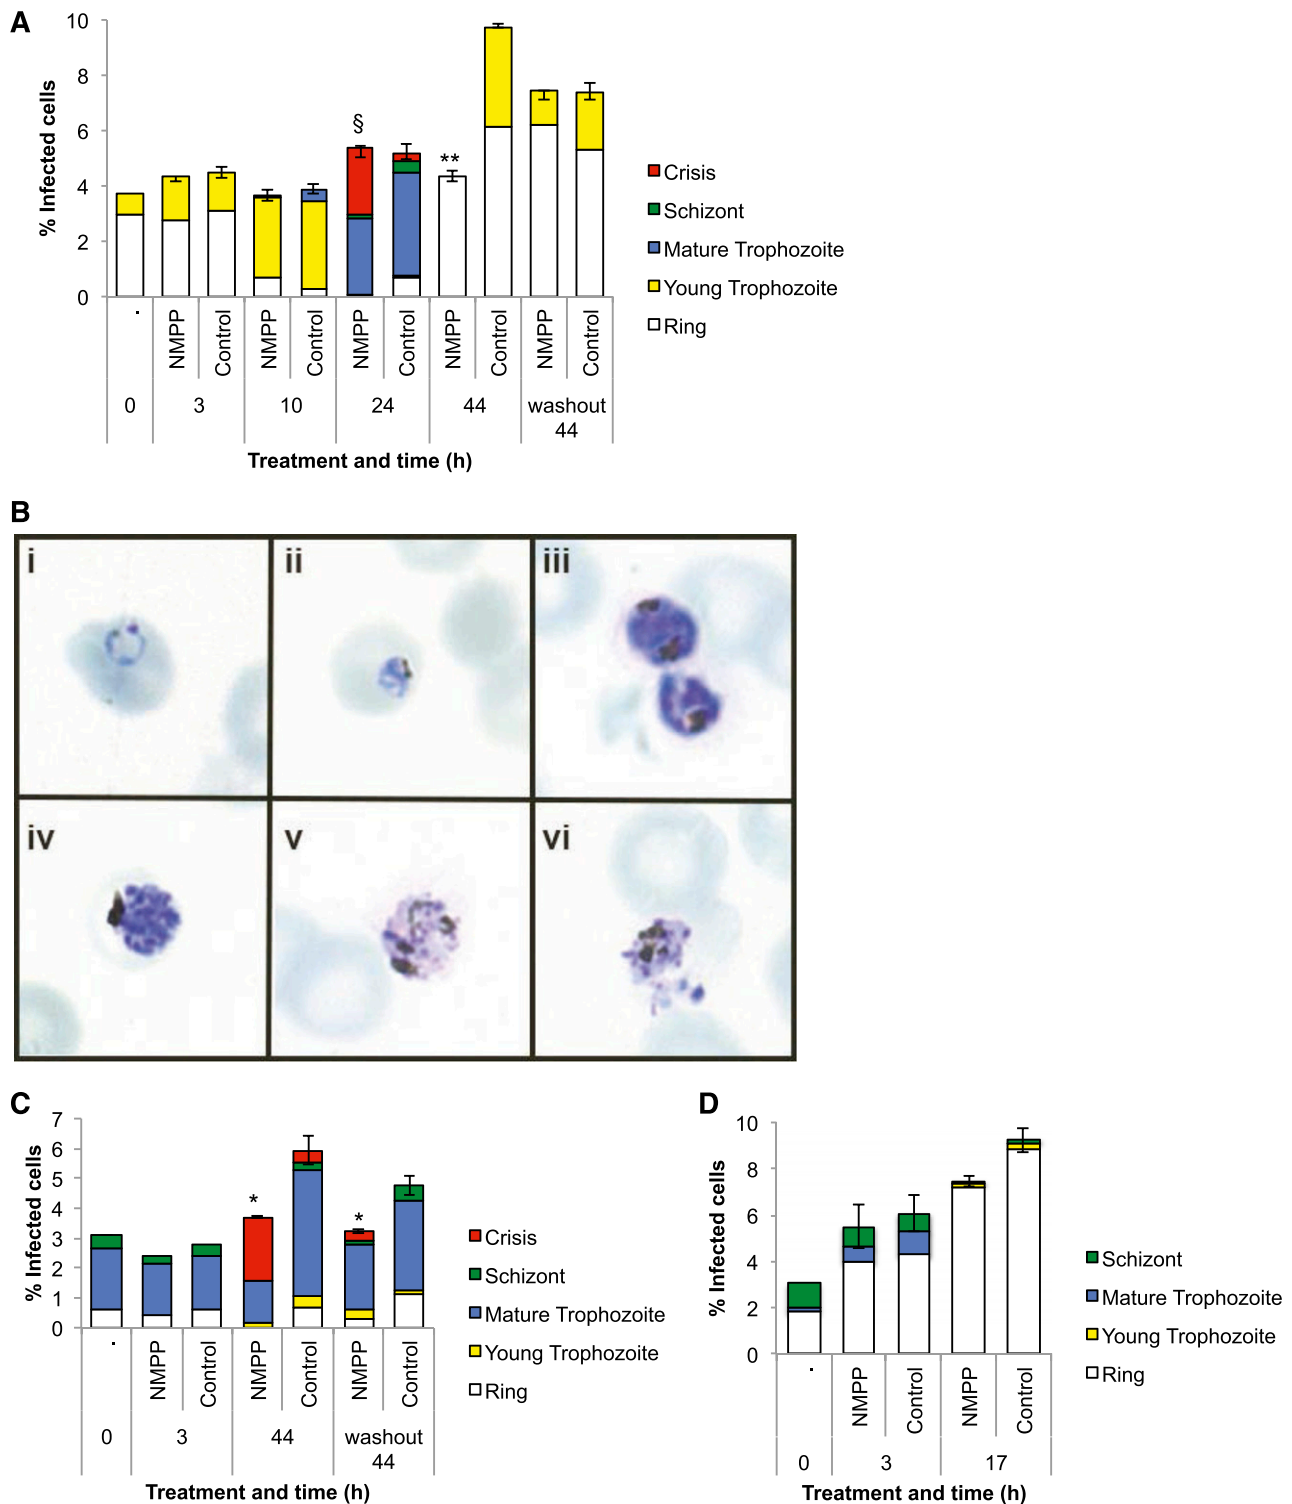 A
% Infected cells
10
8
6
4
2
0
§
**
Crisis
Schizont
Mature Trophozoite
Young Trophozoite
Ring
. NMPP Control NMPP Control NMPP Control NMPP Control NMPP Control
0 3 10 24 44 washout
44
Treatment and time (h)
B
i ii iii
iv v vi
C
% Infected cells
7
6
5
4
3
2
1
0
*
*
Crisis
Schizont
Mature Trophozoite
Young Trophozoite
Ring
. NMPP Control NMPP Control NMPP Control
0 3 44 washout
44
Treatment and time (h)
D
% Infected cells
10
8
6
4
2
0
Schizont
Mature Trophozoite
Young Trophozoite
Ring
. NMPP Control NMPP Control
0 3 17
Treatment and time (h)